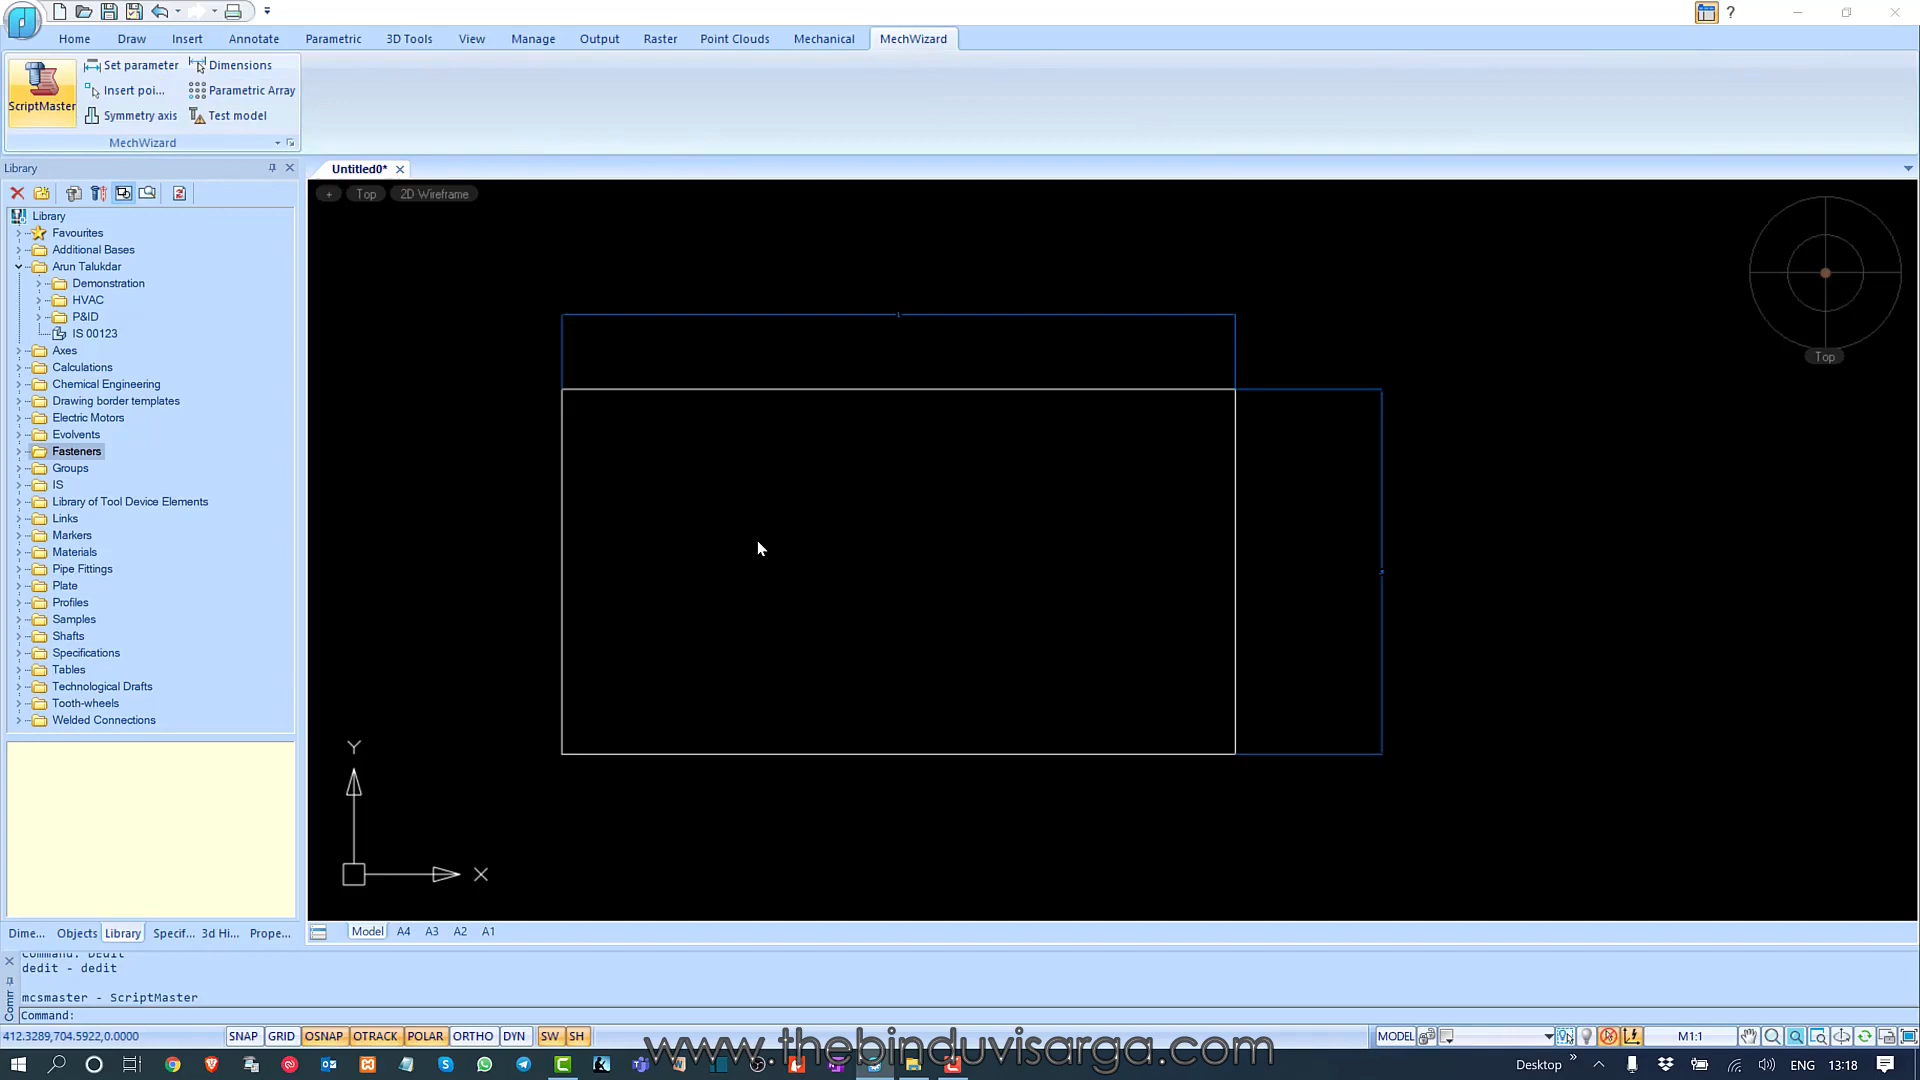 Home Draw Insert Annotate Parametric 3D Tools View Manage Output Raster Point Clouds Mechanical MechWizard
ScriptMaster
Set parameter
Dimensions
Insert poi...
Parametric Array
Symmetry axis
Test model
MechWizard
Library
Untitled0*
+ Top 2D Wireframe
Library
Favourites
Additional Bases
Arun Talukdar
Demonstration
HVAC
P&ID
IS 00123
Axes
Calculations
Chemical Engineering
Drawing border templates
Electric Motors
Evolvents
Fasteners
Groups
IS
Library of Tool Device Elements
Links
Markers
Materials
Pipe Fittings
Plate
Profiles
Samples
Shafts
Specifications
Tables
Technological Drafts
Tooth-wheels
Welded Connections
Top
Y
X
Dime... Objects Library Specif... 3d Hi... Prope...
Model A4 A3 A2 A1
Command: Dedit
dedit - dedit
mcsmaster - ScriptMaster
Command:
412.3289,704.5922,0.0000
SNAP GRID OSNAP OTRACK POLAR ORTHO DYN SW SH
MODEL
M1:1
www.thebinduvisarga.com
Desktop
ENG
13:18